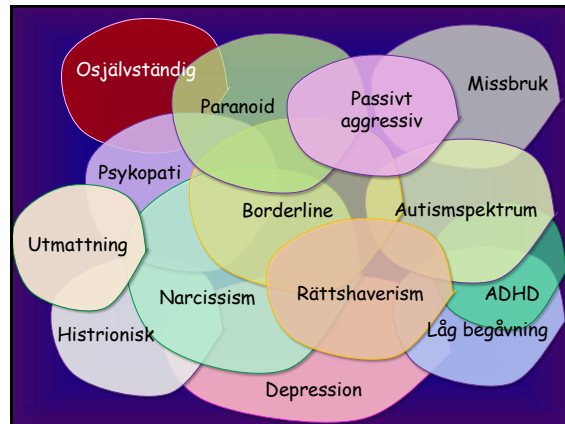 Osjälvständig
Paranoid
Passivt
aggressiv
Missbruk
Psykopati
Borderline
Autismspektrum
Utmattning
Narcissism
Rättshaverism
ADHD
Histrionisk
Låg begåvning
Depression